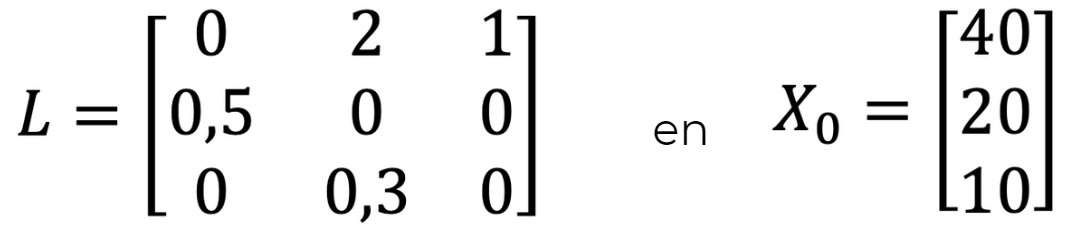 L = [ 0 2 1 ; 0,5 0 0 ; 0 0,3 0 ] en X₀ = [ 40 ; 20 ; 10 ]